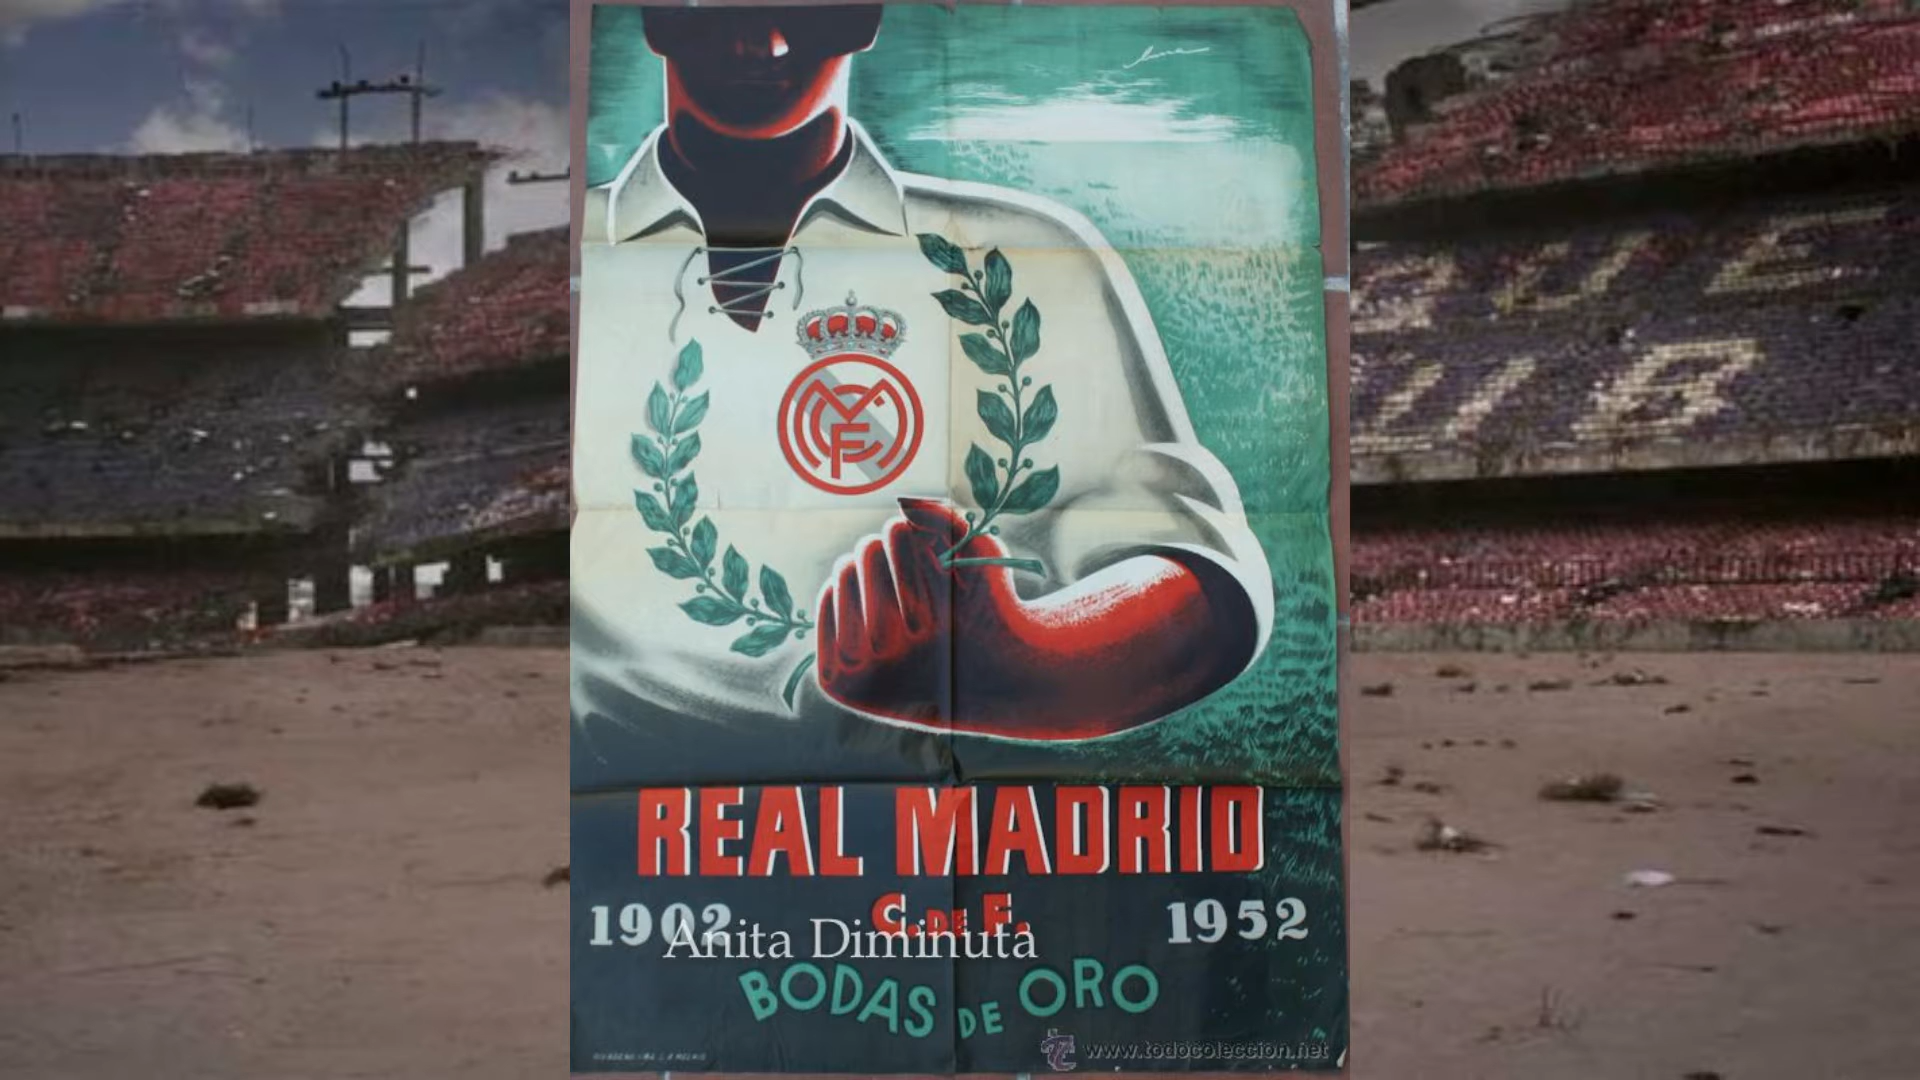 REAL MADRID
1902 C. DE F. 1952
Anita Diminuta
BODAS DE ORO
www.todocoleccion.net